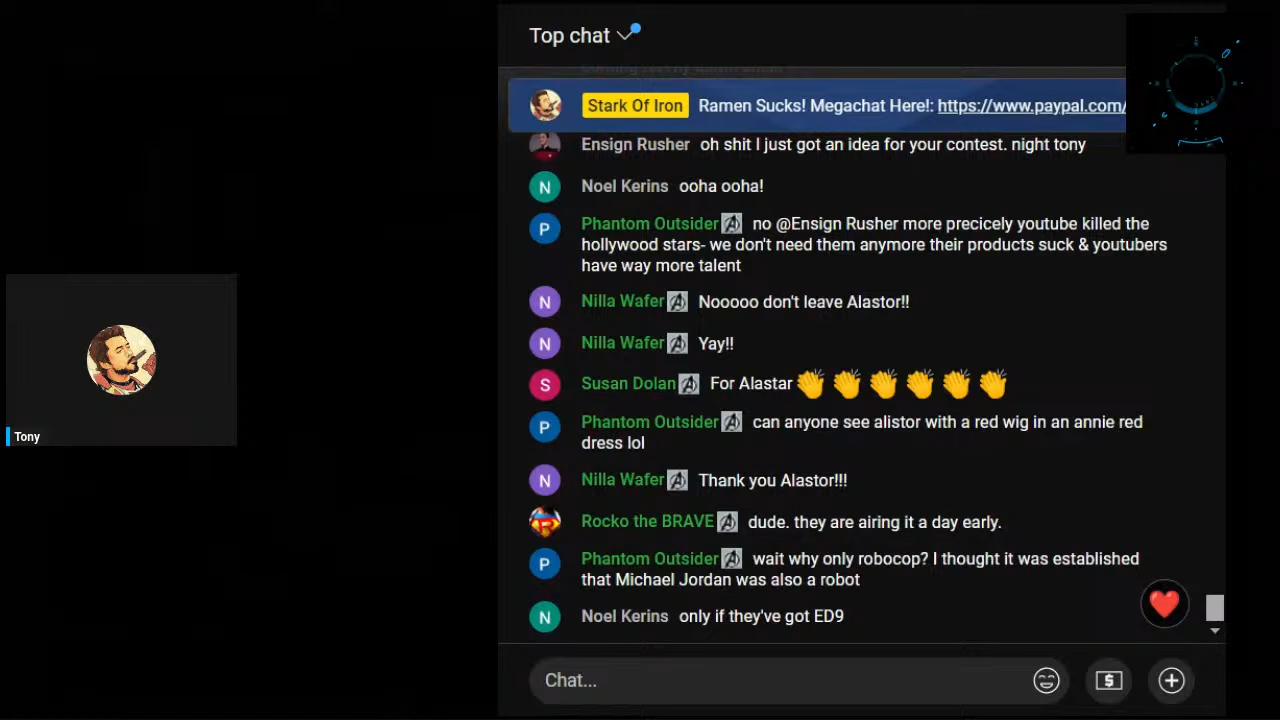 Top chat
Stark Of Iron Ramen Sucks! Megachat Here!: https://www.paypal.com/
Ensign Rusher oh shit I just got an idea for your contest. night tony
N Noel Kerins ooha ooha!
P Phantom Outsider no @Ensign Rusher more precicely youtube killed the
hollywood stars- we don't need them anymore their products suck & youtubers
have way more talent
N Nilla Wafer Nooooo don't leave Alastor!!
N Nilla Wafer Yay!!
S Susan Dolan For Alastar 👏👏👏👏👏👏
P Phantom Outsider can anyone see alistor with a red wig in an annie red
dress lol
N Nilla Wafer Thank you Alastor!!!
Rocko the BRAVE dude. they are airing it a day early.
P Phantom Outsider wait why only robocop? I thought it was established
that Michael Jordan was also a robot
N Noel Kerins only if they've got ED9
Chat...
Tony